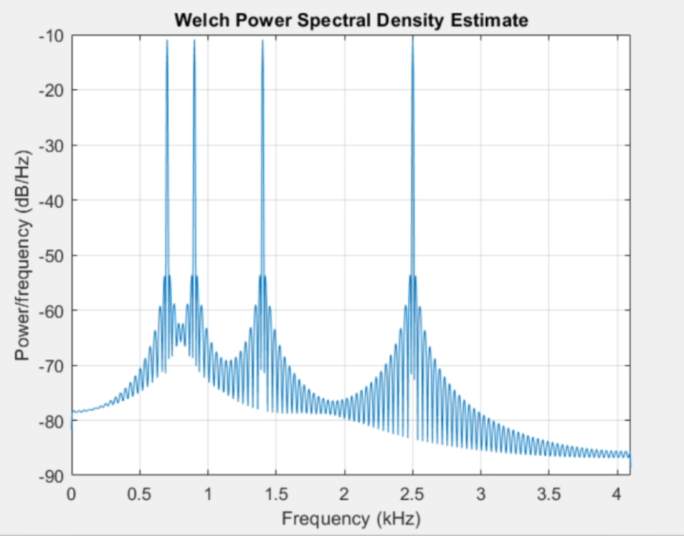 Welch Power Spectral Density Estimate
Power/frequency (dB/Hz)
-10
-20
-30
-40
-50
-60
-70
-80
-90
0 0.5 1 1.5 2 2.5 3 3.5 4
Frequency (kHz)